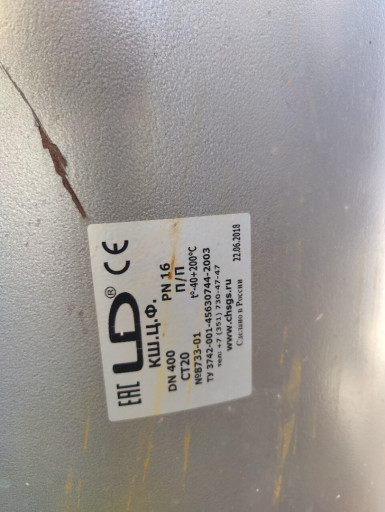 EAC LD® CE
КШ.Ц.Ф.
DN 400 PN 16
СТ20 П/П
№8733-01 t°-40+200°C
ТУ 3742-001-45630744-2003
тел: +7 (351) 730-47-47
www.chsgs.ru
Сделано в России 22.06.2018